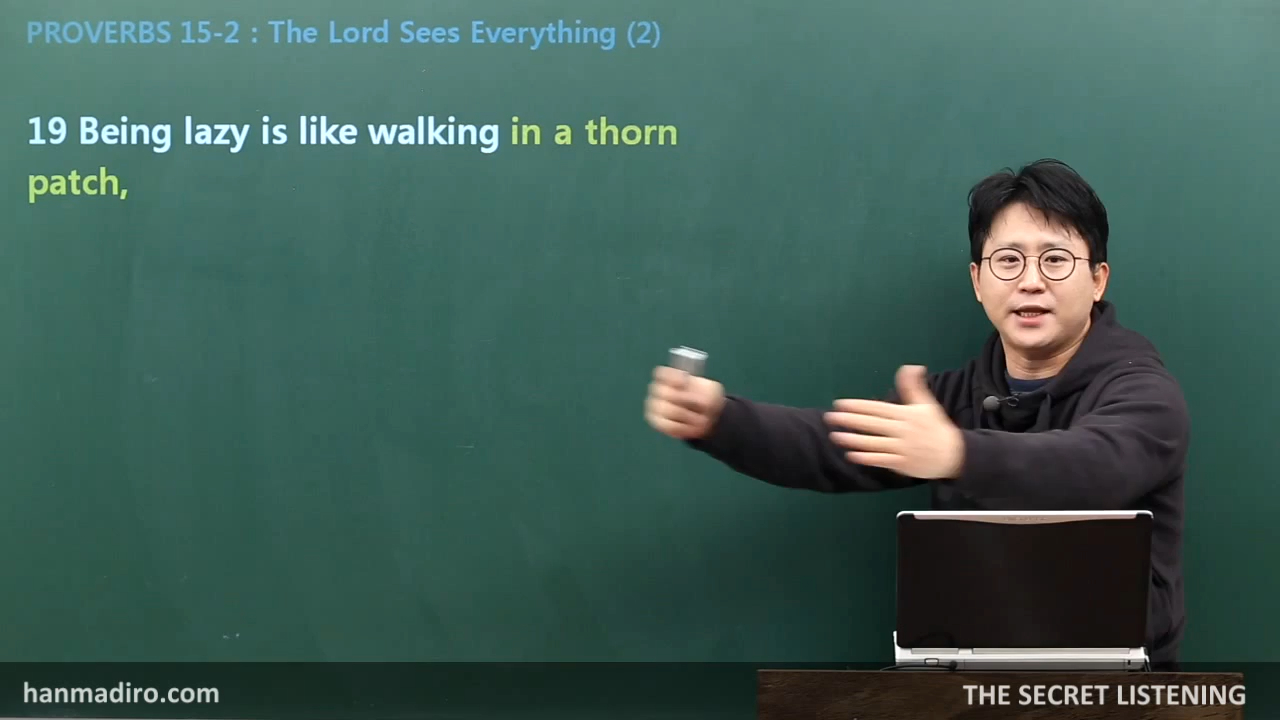 PROVERBS 15-2 : The Lord Sees Everything (2)
19 Being lazy is like walking in a thorn
patch,
hanmadiro.com
THE SECRET LISTENING